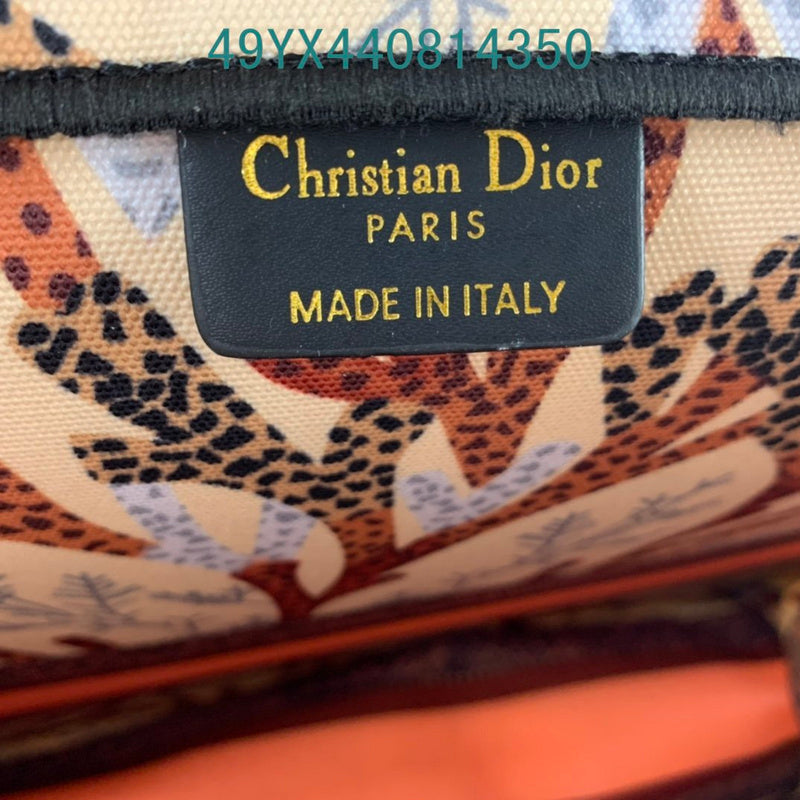 49YX440814350
Christian Dior
PARIS
MADE IN ITALY